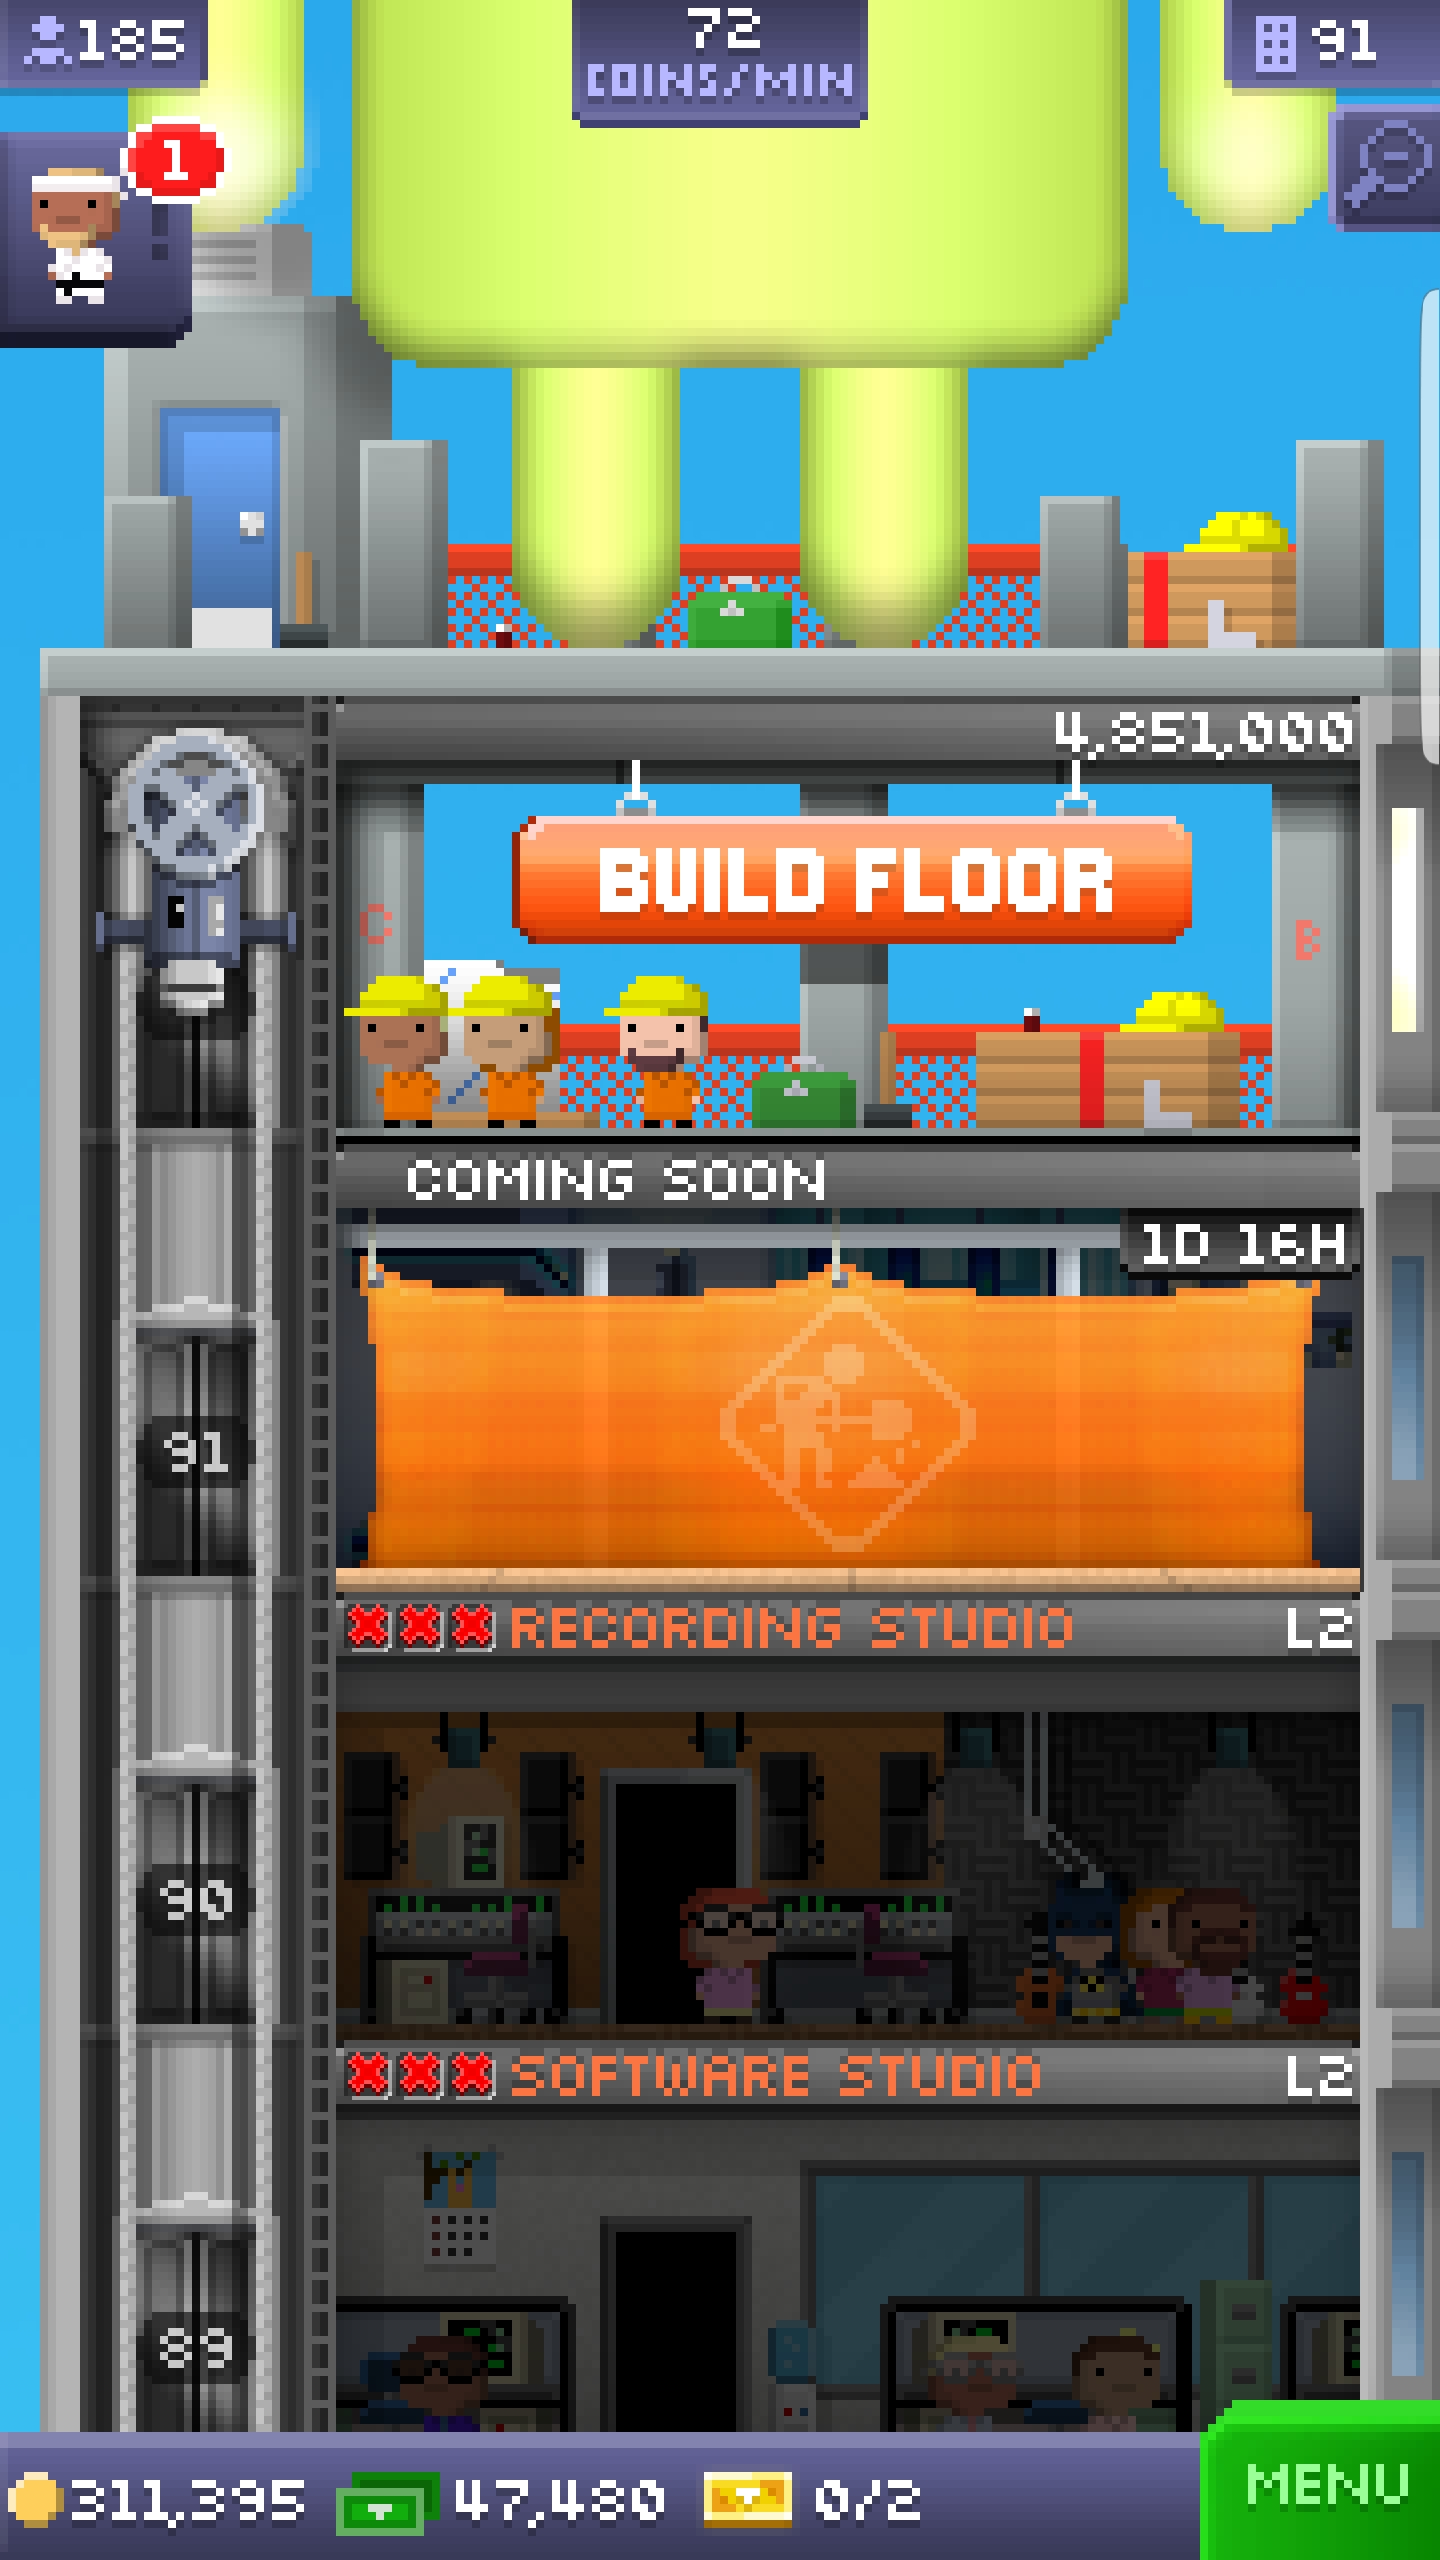 185
72
COINS/MIN
91
1
4,851,000
BUILD FLOOR
C
B
COMING SOON
1D 16H
91
RECORDING STUDIO
L2
90
SOFTWARE STUDIO
L2
89
311,395
47,480
0/2
MENU